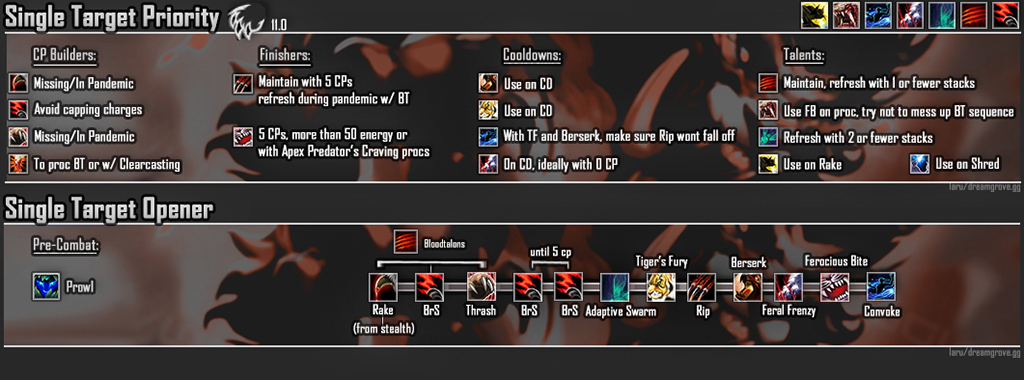 Single Target Priority 11.0
CP Builders:
Missing/In Pandemic
Avoid capping charges
Missing/In Pandemic
To proc BT or w/ Clearcasting
Finishers:
Maintain with 5 CPs
refresh during pandemic w/ BT
5 CPs, more than 50 energy or
with Apex Predator's Craving procs
Cooldowns:
Use on CD
Use on CD
With TF and Berserk, make sure Rip wont fall off
On CD, ideally with 0 CP
Talents:
Maintain, refresh with 1 or fewer stacks
Use FB on proc, try not to mess up BT sequence
Refresh with 2 or fewer stacks
Use on Rake
Use on Shred
laru/dreamgrove.gg
Single Target Opener
Pre-Combat:
Prowl
Bloodtalons
until 5 cp
Tiger's Fury
Berserk
Ferocious Bite
Rake
(from stealth)
BrS
Thrash
BrS
BrS
Adaptive Swarm
Rip
Feral Frenzy
Convoke
laru/dreamgrove.gg